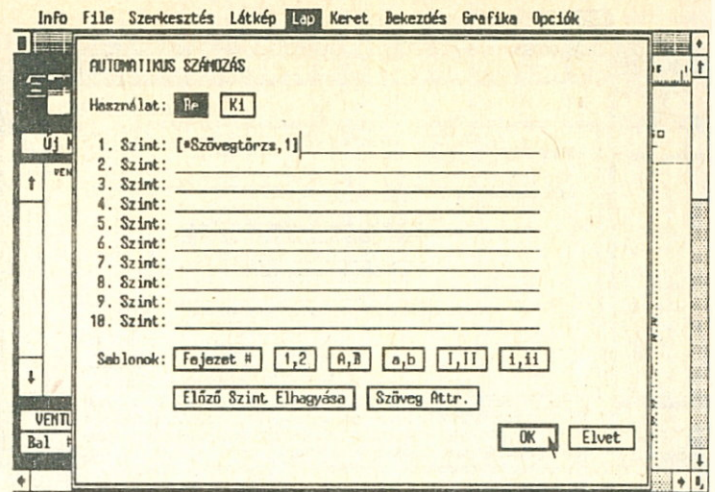 Info File Szerkesztés Látkép Lap Keret Bekezdés Grafika Opciók
AUTOMATIKUS SZÁMOZÁS
Használat: Be Ki
Új
1. Szint: [*Szövegtörzs,1]
2. Szint:
3. Szint:
4. Szint:
5. Szint:
6. Szint:
7. Szint:
8. Szint:
9. Szint:
10. Szint:
Sablonok: Fejezet # 1,2 A,B a,b I,II i,ii
Előző Szint Elhagyása Szöveg Attr.
OK Elvet
Bal #